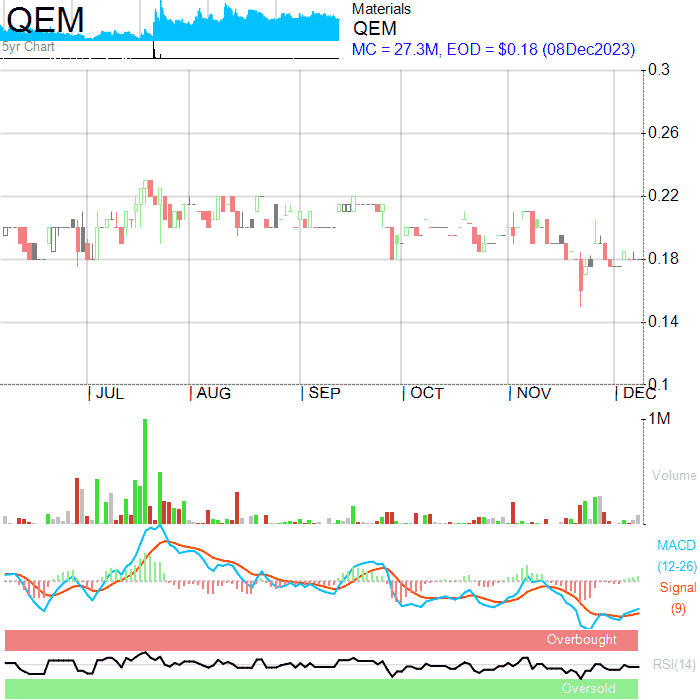 QEM
5yr Chart
Materials
QEM
MC = 27.3M, EOD = $0.18 (08Dec2023)
0.3
0.26
0.22
0.18
0.14
0.1
JUL AUG SEP OCT NOV DEC
1M
Volume
MACD
(12-26)
Signal
(9)
Overbought
RSI(14)
Oversold